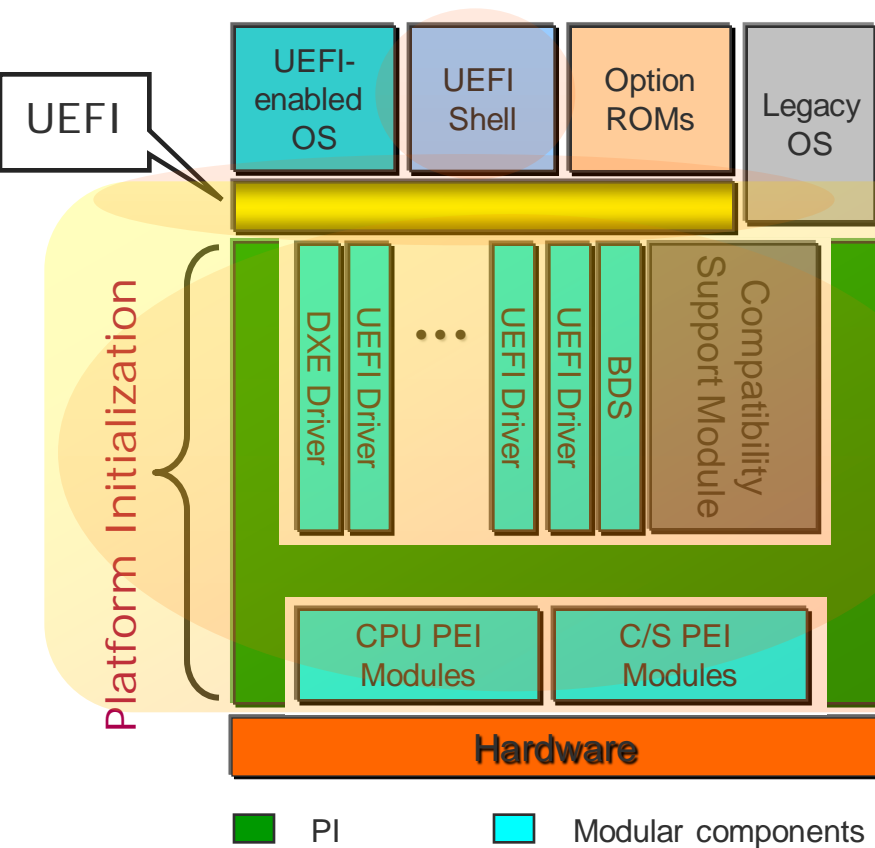 UEFI
UEFI-
enabled
OS
UEFI
Shell
Option
ROMs
Legacy
OS
Platform Initialization
DXE Driver
UEFI Driver
...
UEFI Driver
UEFI Driver
BDS
Compatibility
Support Module
CPU PEI
Modules
C/S PEI
Modules
Hardware
PI
Modular components